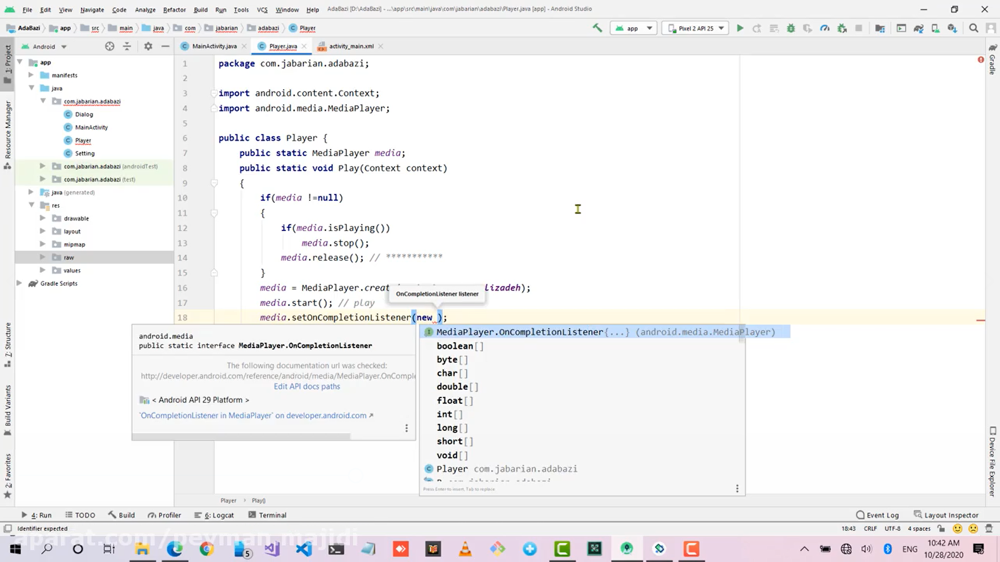 File Edit View Navigate Code Analyze Refactor Build Run Tools VCS Window Help AdaBazi [D:\AdaBazi] - ...\app\src\main\java\com\jabarian\adabazi\Player.java [app] - Android Studio
AdaBazi app src main java com jabarian adabazi Player app Pixel 2 API 25
Android MainActivity.java Player.java activity_main.xml
1: Project
Resource Manager
7: Structure
Build Variants
2: Favorites
Gradle
Device File Explorer
app
manifests
java
com.jabarian.adabazi
Dialog
MainActivity
Player
Setting
com.jabarian.adabazi (androidTest)
com.jabarian.adabazi (test)
java (generated)
res
drawable
layout
mipmap
raw
values
Gradle Scripts
1 package com.jabarian.adabazi;
2
3 import android.content.Context;
4 import android.media.MediaPlayer;
5
6 public class Player {
7 public static MediaPlayer media;
8 public static void Play(Context context)
9 {
10 if(media !=null)
11 {
12 if(media.isPlaying())
13 media.stop();
14 media.release(); // ***********
15 }
16 media = MediaPlayer.creat lizadeh);
OnCompletionListener listener
17 media.start(); // play
18 media.setOnCompletionListener(new );
android.media
public static interface MediaPlayer.OnCompletionListener
The following documentation url was checked:
http://developer.android.com/reference/android/media/MediaPlayer.OnComple
Edit API docs paths
< Android API 29 Platform >
`OnCompletionListener in MediaPlayer` on developer.android.com
MediaPlayer.OnCompletionListener{...} (android.media.MediaPlayer)
boolean[]
byte[]
char[]
double[]
float[]
int[]
long[]
short[]
void[]
Player com.jabarian.adabazi
Press Enter to insert, Tab to replace
Player Play()
4: Run TODO Build Profiler 6: Logcat Terminal Event Log Layout Inspector
Identifier expected 18:43 CRLF UTF-8 4 spaces
aparat.com/peyman.majidi
5 ENG 10:42 AM
10/28/2020